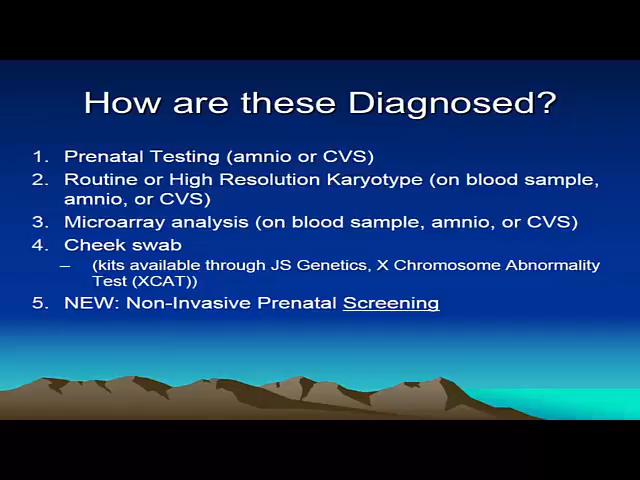 How are these Diagnosed?
1. Prenatal Testing (amnio or CVS)
2. Routine or High Resolution Karyotype (on blood sample,
amnio, or CVS)
3. Microarray analysis (on blood sample, amnio, or CVS)
4. Cheek swab
– (kits available through JS Genetics, X Chromosome Abnormality
Test (XCAT))
5. NEW: Non-Invasive Prenatal Screening